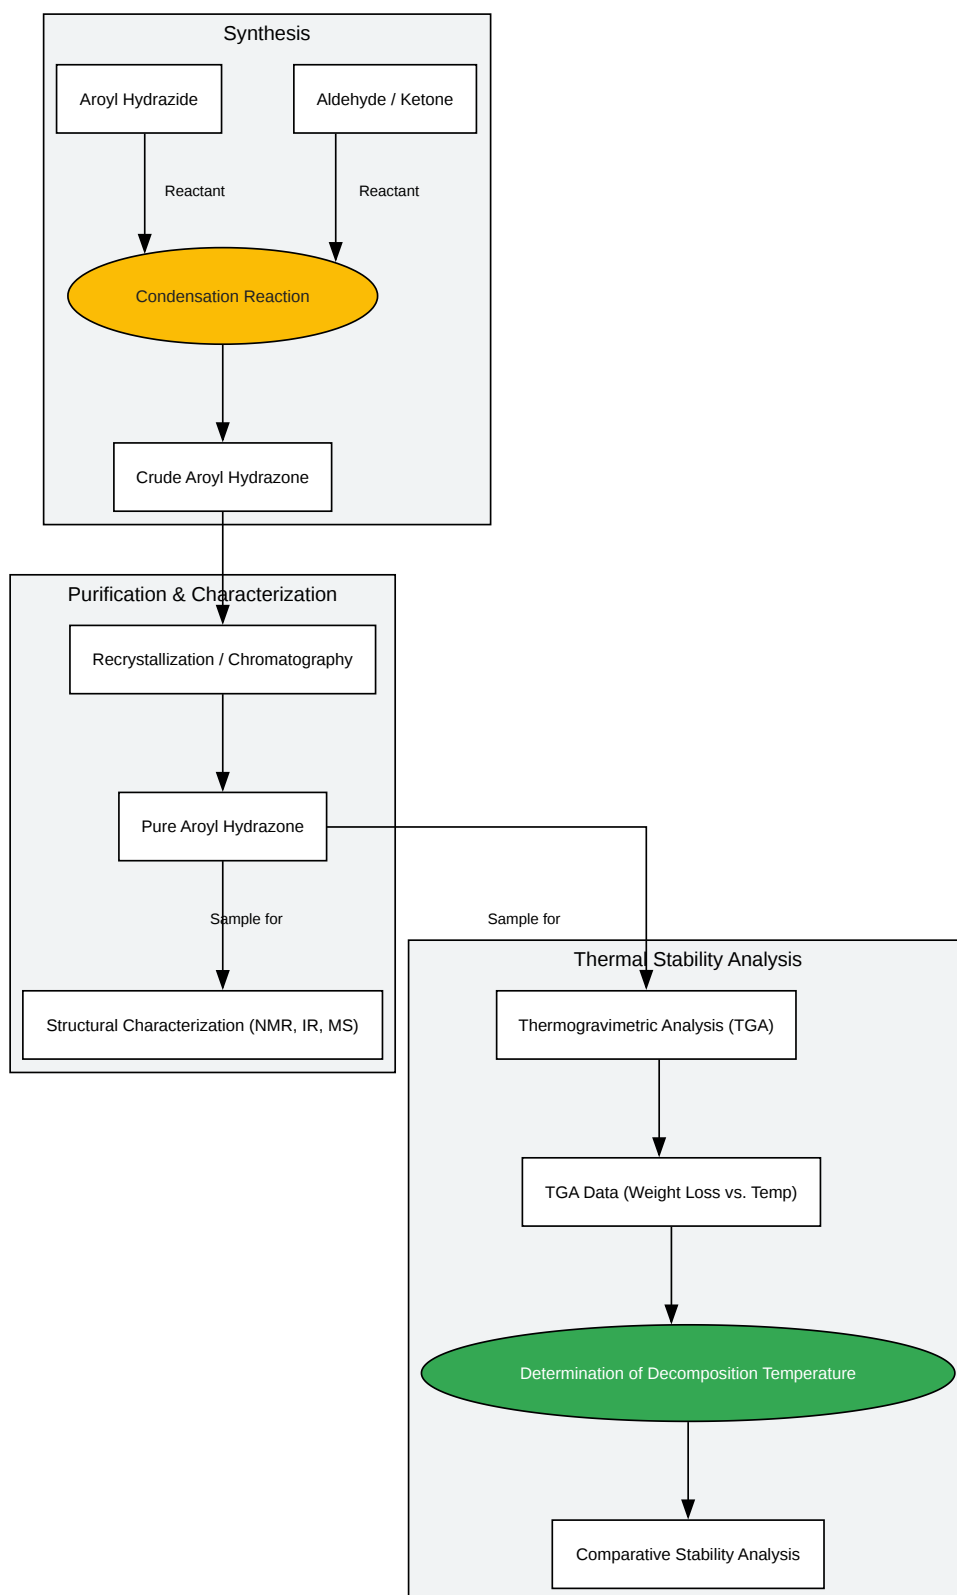 Synthesis
Aroyl Hydrazide
Aldehyde / Ketone
Reactant
Reactant
Condensation Reaction
Crude Aroyl Hydrazone
Purification & Characterization
Recrystallization / Chromatography
Pure Aroyl Hydrazone
Sample for
Sample for
Structural Characterization (NMR, IR, MS)
Thermal Stability Analysis
Thermogravimetric Analysis (TGA)
TGA Data (Weight Loss vs. Temp)
Determination of Decomposition Temperature
Comparative Stability Analysis